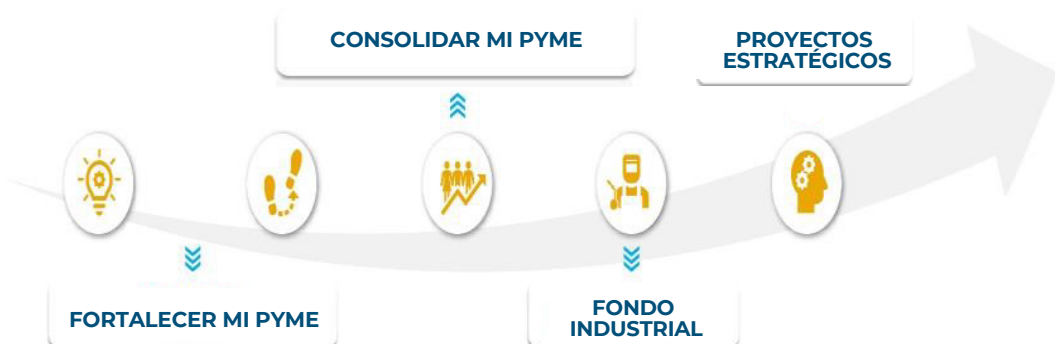 CONSOLIDAR MI PYME
PROYECTOS
ESTRATÉGICOS
FORTALECER MI PYME
FONDO
INDUSTRIAL